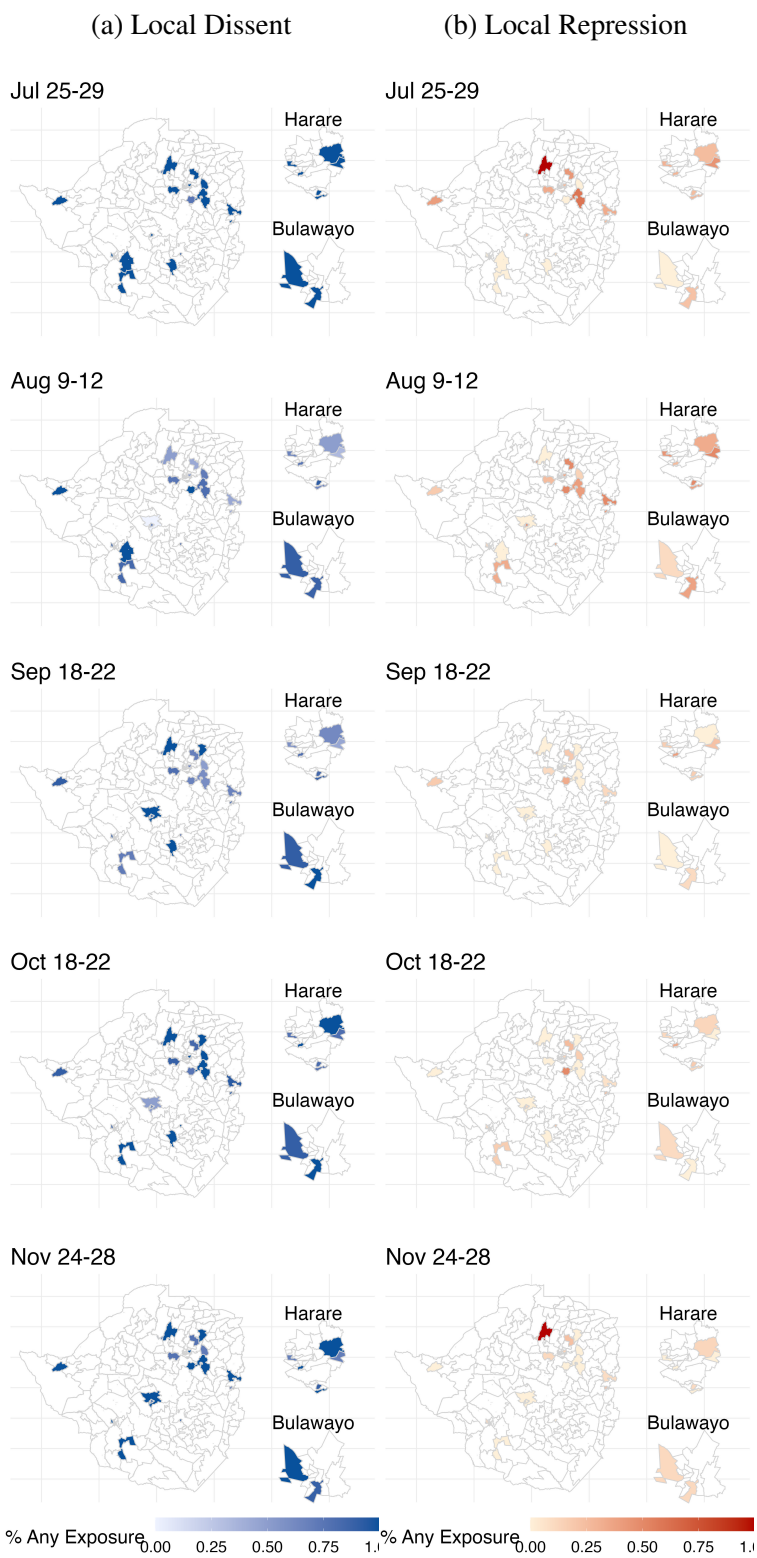 (a) Local Dissent
(b) Local Repression
Jul 25-29
Harare
Bulawayo
Jul 25-29
Harare
Bulawayo
Aug 9-12
Harare
Bulawayo
Aug 9-12
Harare
Bulawayo
Sep 18-22
Harare
Bulawayo
Sep 18-22
Harare
Bulawayo
Oct 18-22
Harare
Bulawayo
Oct 18-22
Harare
Bulawayo
Nov 24-28
Harare
Bulawayo
Nov 24-28
Harare
Bulawayo
% Any Exposure
0.00 0.25 0.50 0.75 1.
% Any Exposure
0.00 0.25 0.50 0.75 1.